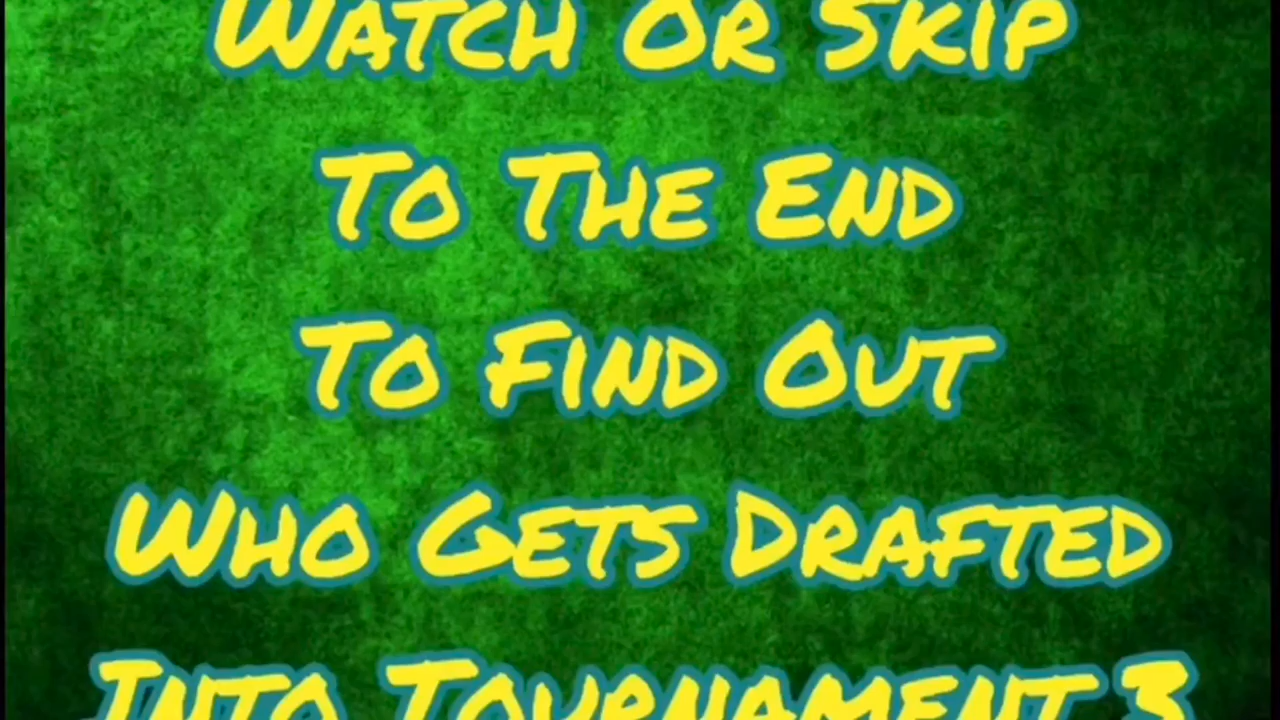 Watch Or Skip
To The End
To Find Out
Who Gets Drafted
Into Tournament 3